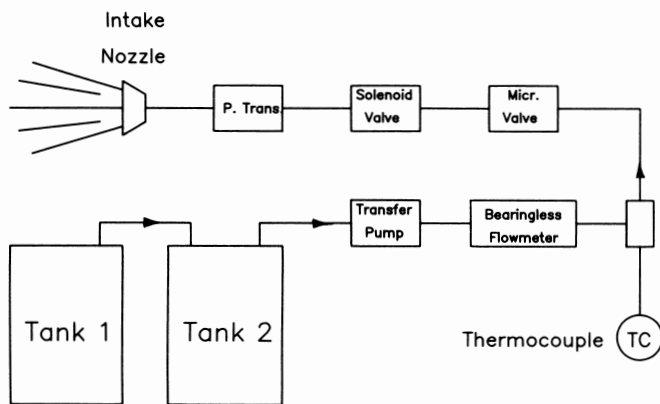 Intake
Nozzle
P. Trans.
Solenoid
Valve
Micr.
Valve
Transfer
Pump
Bearingless
Flowmeter
Tank 1
Tank 2
Thermocouple
TC